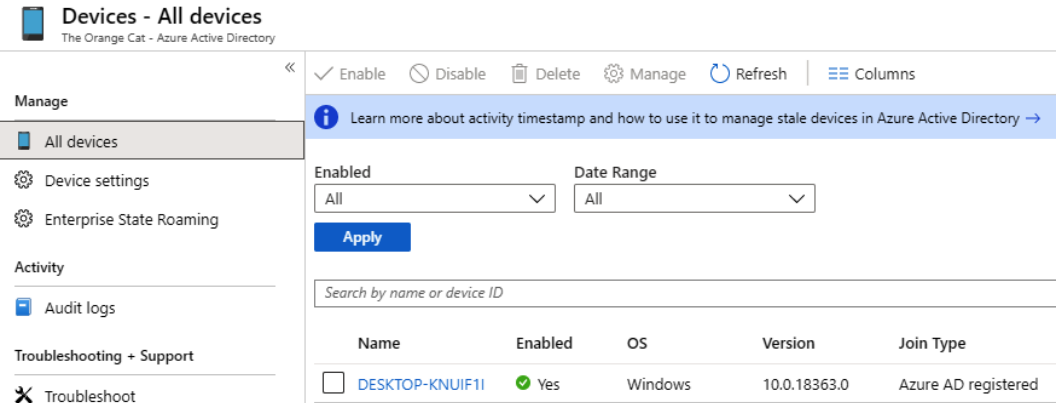 Devices - All devices
The Orange Cat - Azure Active Directory
«
Manage
All devices
Device settings
Enterprise State Roaming
Activity
Audit logs
Troubleshooting + Support
Troubleshoot
Enable Disable Delete Manage Refresh Columns
Learn more about activity timestamp and how to use it to manage stale devices in Azure Active Directory →
Enabled Date Range
All All
Apply
Search by name or device ID
Name Enabled OS Version Join Type
DESKTOP-KNUIF1I Yes Windows 10.0.18363.0 Azure AD registered